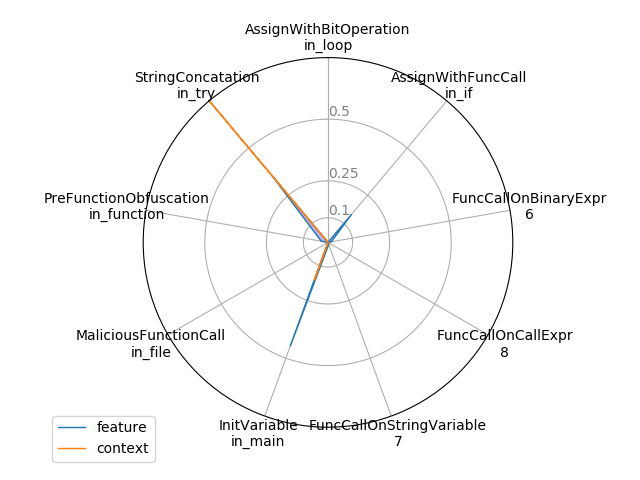 AssignWithBitOperation
in_loop
StringConcatation
in_try
AssignWithFuncCall
in_if
0.5
0.25
0.1
PreFunctionObfuscation
in_function
FuncCallOnBinaryExpr
6
MaliciousFunctionCall
in_file
FuncCallOnCallExpr
8
InitVariable
in_main
FuncCallOnStringVariable
7
feature
context